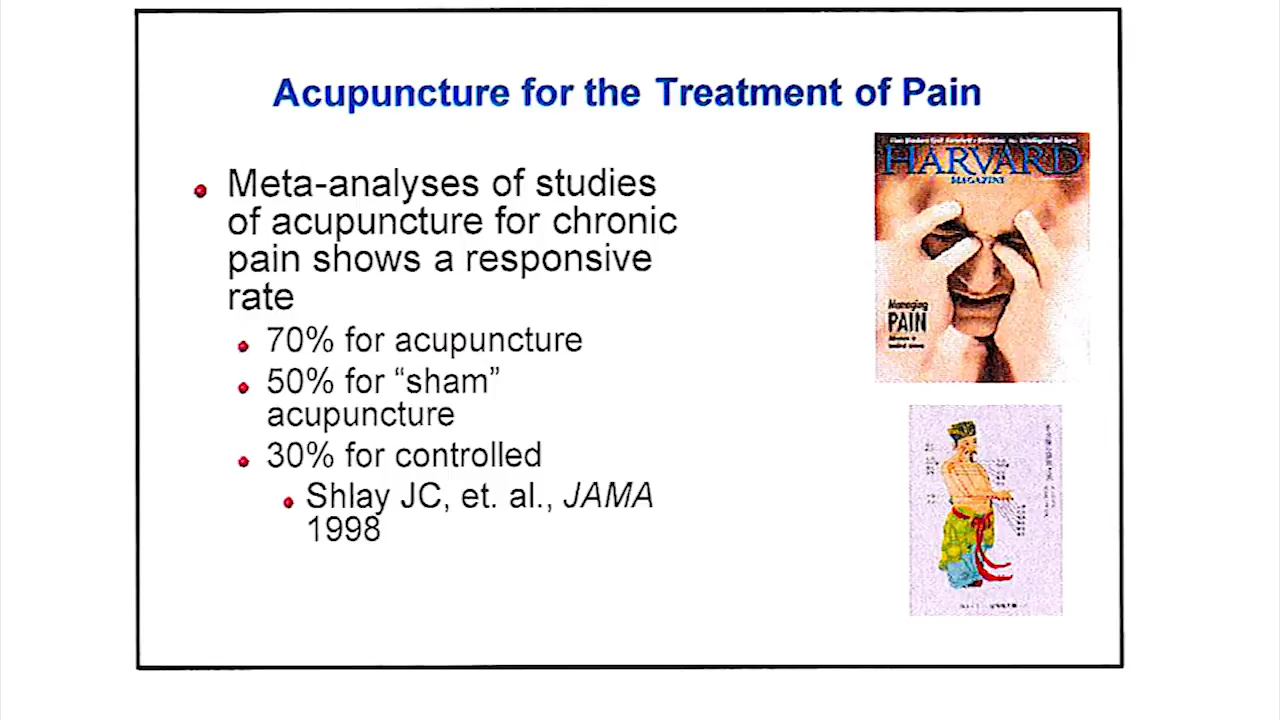 Acupuncture for the Treatment of Pain
Meta-analyses of studies
of acupuncture for chronic
pain shows a responsive
rate
70% for acupuncture
50% for “sham”
acupuncture
30% for controlled
Shlay JC, et. al., JAMA
1998
HARVARD
MAGAZINE
Managing
PAIN